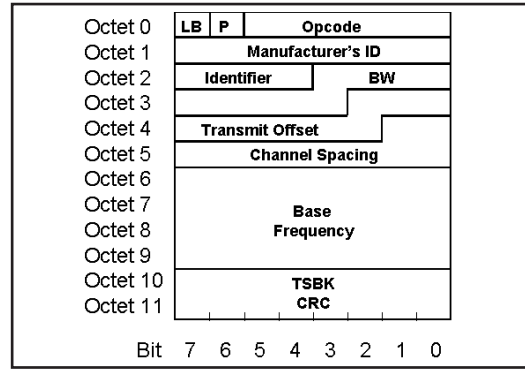 Octet 0 LB P Opcode
Octet 1 Manufacturer's ID
Octet 2 Identifier BW
Octet 3
Octet 4 Transmit Offset
Octet 5 Channel Spacing
Octet 6
Octet 7 Base
Octet 8 Frequency
Octet 9
Octet 10 TSBK
Octet 11 CRC
Bit 7 6 5 4 3 2 1 0